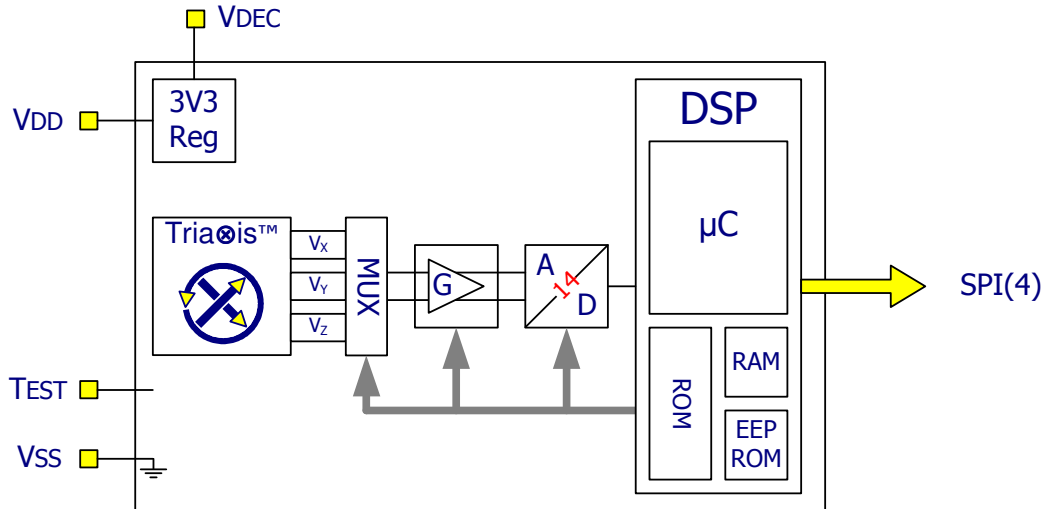 VDEC
VDD
3V3
Reg
DSP
µC
Tria⊗is™
VX
VY
VZ
MUX
G
A
14
D
SPI(4)
TEST
ROM
RAM
EEP
ROM
VSS